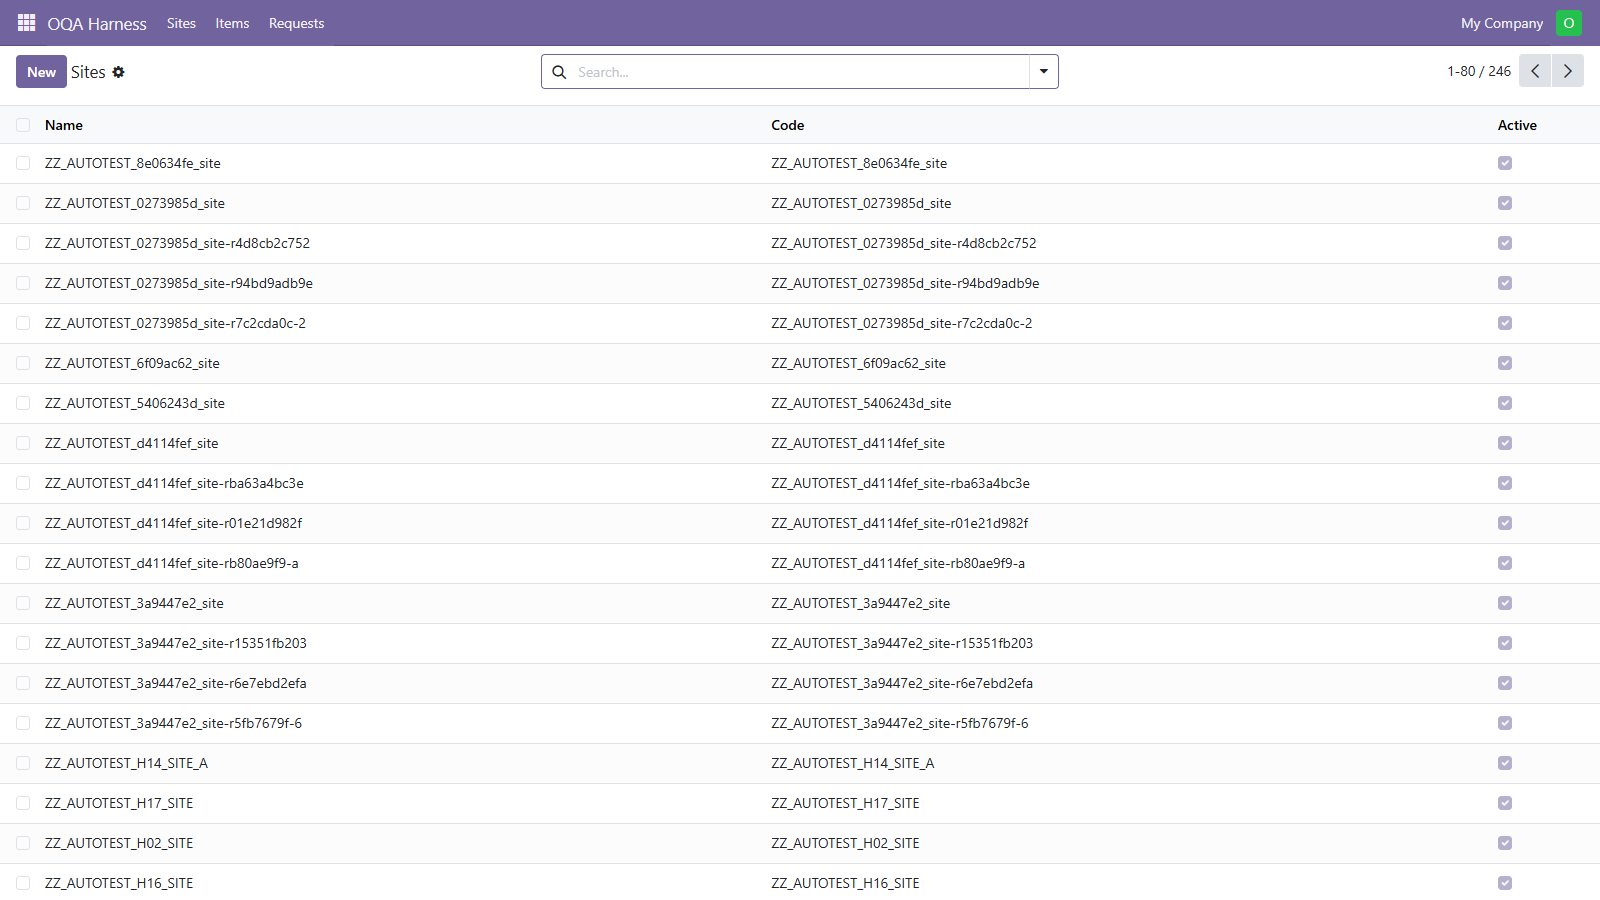 OQA Harness Sites Items Requests My Company O
New Sites Search... 1-80 / 246
Name Code Active
ZZ_AUTOTEST_8e0634fe_site ZZ_AUTOTEST_8e0634fe_site
ZZ_AUTOTEST_0273985d_site ZZ_AUTOTEST_0273985d_site
ZZ_AUTOTEST_0273985d_site-r4d8cb2c752 ZZ_AUTOTEST_0273985d_site-r4d8cb2c752
ZZ_AUTOTEST_0273985d_site-r94bd9adb9e ZZ_AUTOTEST_0273985d_site-r94bd9adb9e
ZZ_AUTOTEST_0273985d_site-r7c2cda0c-2 ZZ_AUTOTEST_0273985d_site-r7c2cda0c-2
ZZ_AUTOTEST_6f09ac62_site ZZ_AUTOTEST_6f09ac62_site
ZZ_AUTOTEST_5406243d_site ZZ_AUTOTEST_5406243d_site
ZZ_AUTOTEST_d4114fef_site ZZ_AUTOTEST_d4114fef_site
ZZ_AUTOTEST_d4114fef_site-rba63a4bc3e ZZ_AUTOTEST_d4114fef_site-rba63a4bc3e
ZZ_AUTOTEST_d4114fef_site-r01e21d982f ZZ_AUTOTEST_d4114fef_site-r01e21d982f
ZZ_AUTOTEST_d4114fef_site-rb80ae9f9-a ZZ_AUTOTEST_d4114fef_site-rb80ae9f9-a
ZZ_AUTOTEST_3a9447e2_site ZZ_AUTOTEST_3a9447e2_site
ZZ_AUTOTEST_3a9447e2_site-r15351fb203 ZZ_AUTOTEST_3a9447e2_site-r15351fb203
ZZ_AUTOTEST_3a9447e2_site-r6e7ebd2efa ZZ_AUTOTEST_3a9447e2_site-r6e7ebd2efa
ZZ_AUTOTEST_3a9447e2_site-r5fb7679f-6 ZZ_AUTOTEST_3a9447e2_site-r5fb7679f-6
ZZ_AUTOTEST_H14_SITE_A ZZ_AUTOTEST_H14_SITE_A
ZZ_AUTOTEST_H17_SITE ZZ_AUTOTEST_H17_SITE
ZZ_AUTOTEST_H02_SITE ZZ_AUTOTEST_H02_SITE
ZZ_AUTOTEST_H16_SITE ZZ_AUTOTEST_H16_SITE